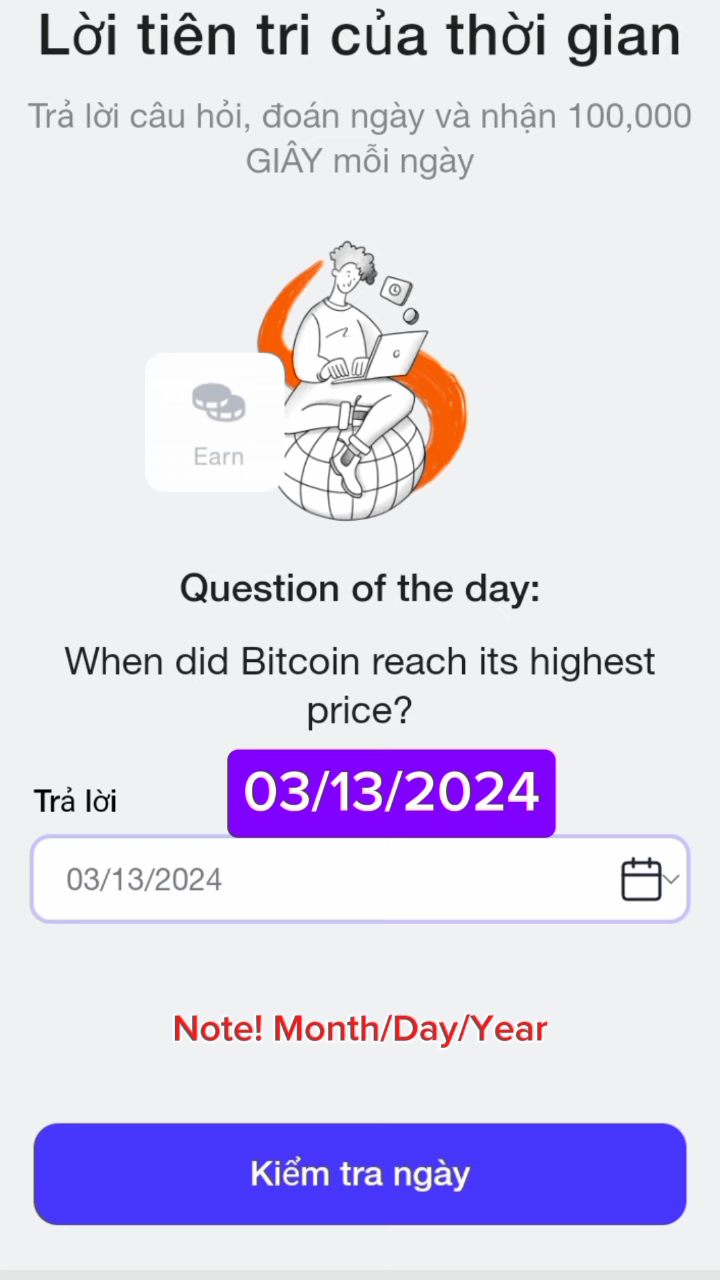 Lời tiên tri của thời gian
Trả lời câu hỏi, đoán ngày và nhận 100,000
GIÂY mỗi ngày
Earn
Question of the day:
When did Bitcoin reach its highest
price?
Trả lời
03/13/2024
03/13/2024
Note! Month/Day/Year
Kiểm tra ngày